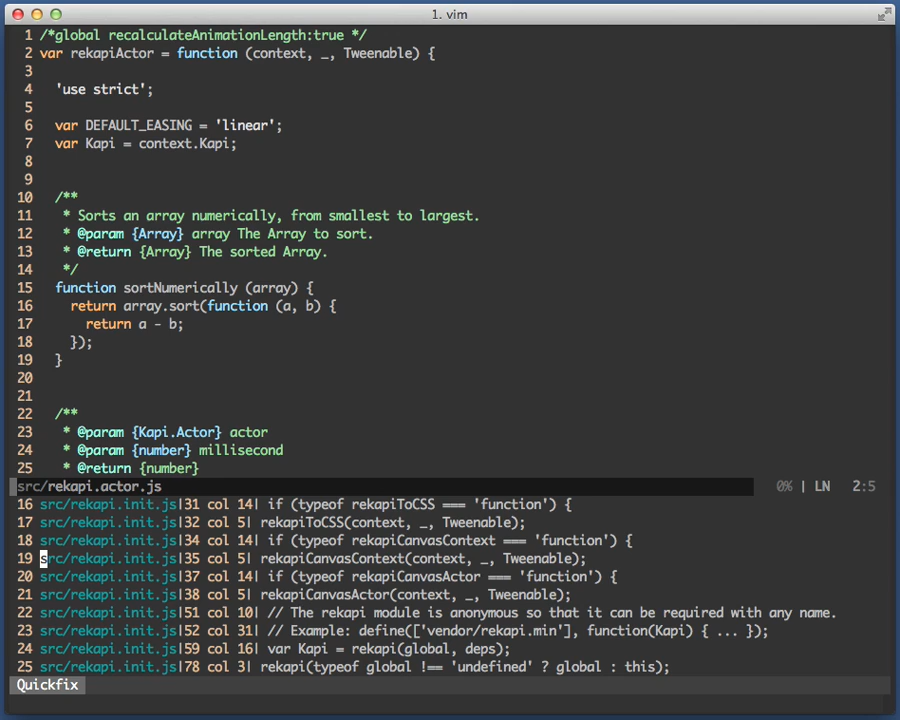 1. vim
1 /*global recalculateAnimationLength:true */
2 var rekapiActor = function (context, _, Tweenable) {
3
4 'use strict';
5
6 var DEFAULT_EASING = 'linear';
7 var Kapi = context.Kapi;
8
9
10 /**
11 * Sorts an array numerically, from smallest to largest.
12 * @param {Array} array The Array to sort.
13 * @return {Array} The sorted Array.
14 */
15 function sortNumerically (array) {
16 return array.sort(function (a, b) {
17 return a - b;
18 });
19 }
20
21
22 /**
23 * @param {Kapi.Actor} actor
24 * @param {number} millisecond
25 * @return {number}
src/rekapi.actor.js 0% | LN 2:5
16 src/rekapi.init.js|31 col 14| if (typeof rekapiToCSS === 'function') {
17 src/rekapi.init.js|32 col 5| rekapiToCSS(context, _, Tweenable);
18 src/rekapi.init.js|34 col 14| if (typeof rekapiCanvasContext === 'function') {
19 src/rekapi.init.js|35 col 5| rekapiCanvasContext(context, _, Tweenable);
20 src/rekapi.init.js|37 col 14| if (typeof rekapiCanvasActor === 'function') {
21 src/rekapi.init.js|38 col 5| rekapiCanvasActor(context, _, Tweenable);
22 src/rekapi.init.js|51 col 10| // The rekapi module is anonymous so that it can be required with any name.
23 src/rekapi.init.js|52 col 31| // Example: define(['vendor/rekapi.min'], function(Kapi) { ... });
24 src/rekapi.init.js|59 col 16| var Kapi = rekapi(global, deps);
25 src/rekapi.init.js|78 col 3| rekapi(typeof global !== 'undefined' ? global : this);
Quickfix